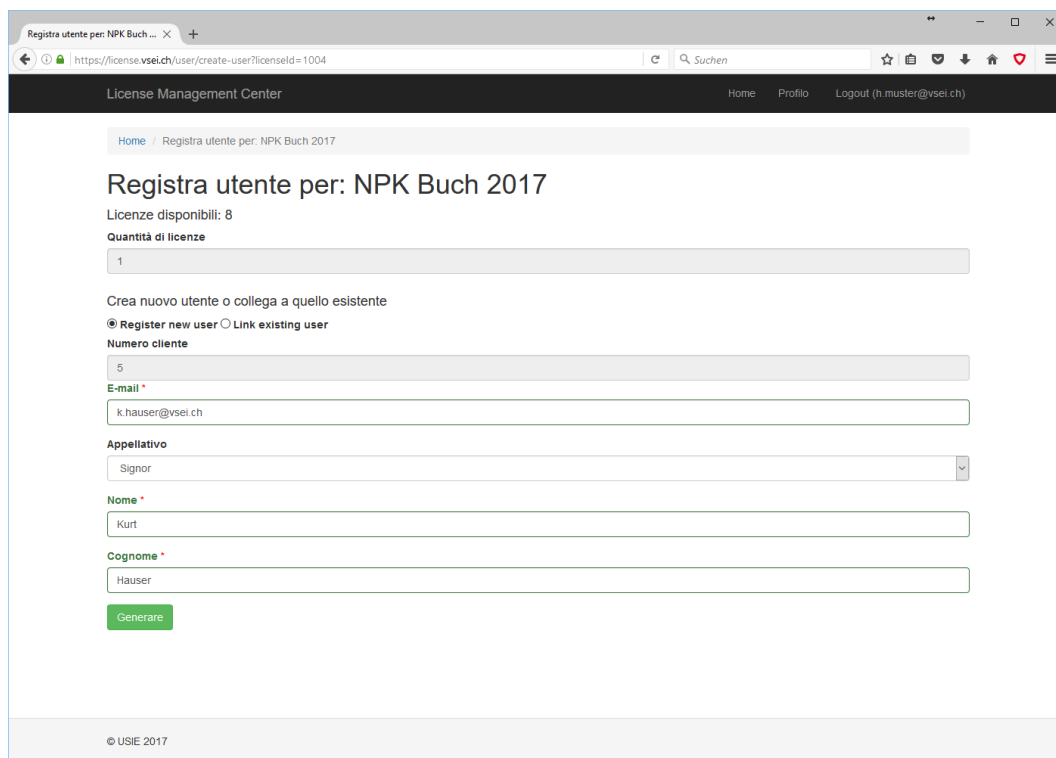 Registra utente per: NPK Buch ...
https://license.vsei.ch/user/create-user?licenseId=1004
Suchen
License Management Center
Home Profilo Logout (h.muster@vsei.ch)
Home / Registra utente per: NPK Buch 2017
Registra utente per: NPK Buch 2017
Licenze disponibili: 8
Quantità di licenze
1
Crea nuovo utente o collega a quello esistente
Register new user Link existing user
Numero cliente
5
E-mail *
k.hauser@vsei.ch
Appellativo
Signor
Nome *
Kurt
Cognome *
Hauser
Generare
© USIE 2017